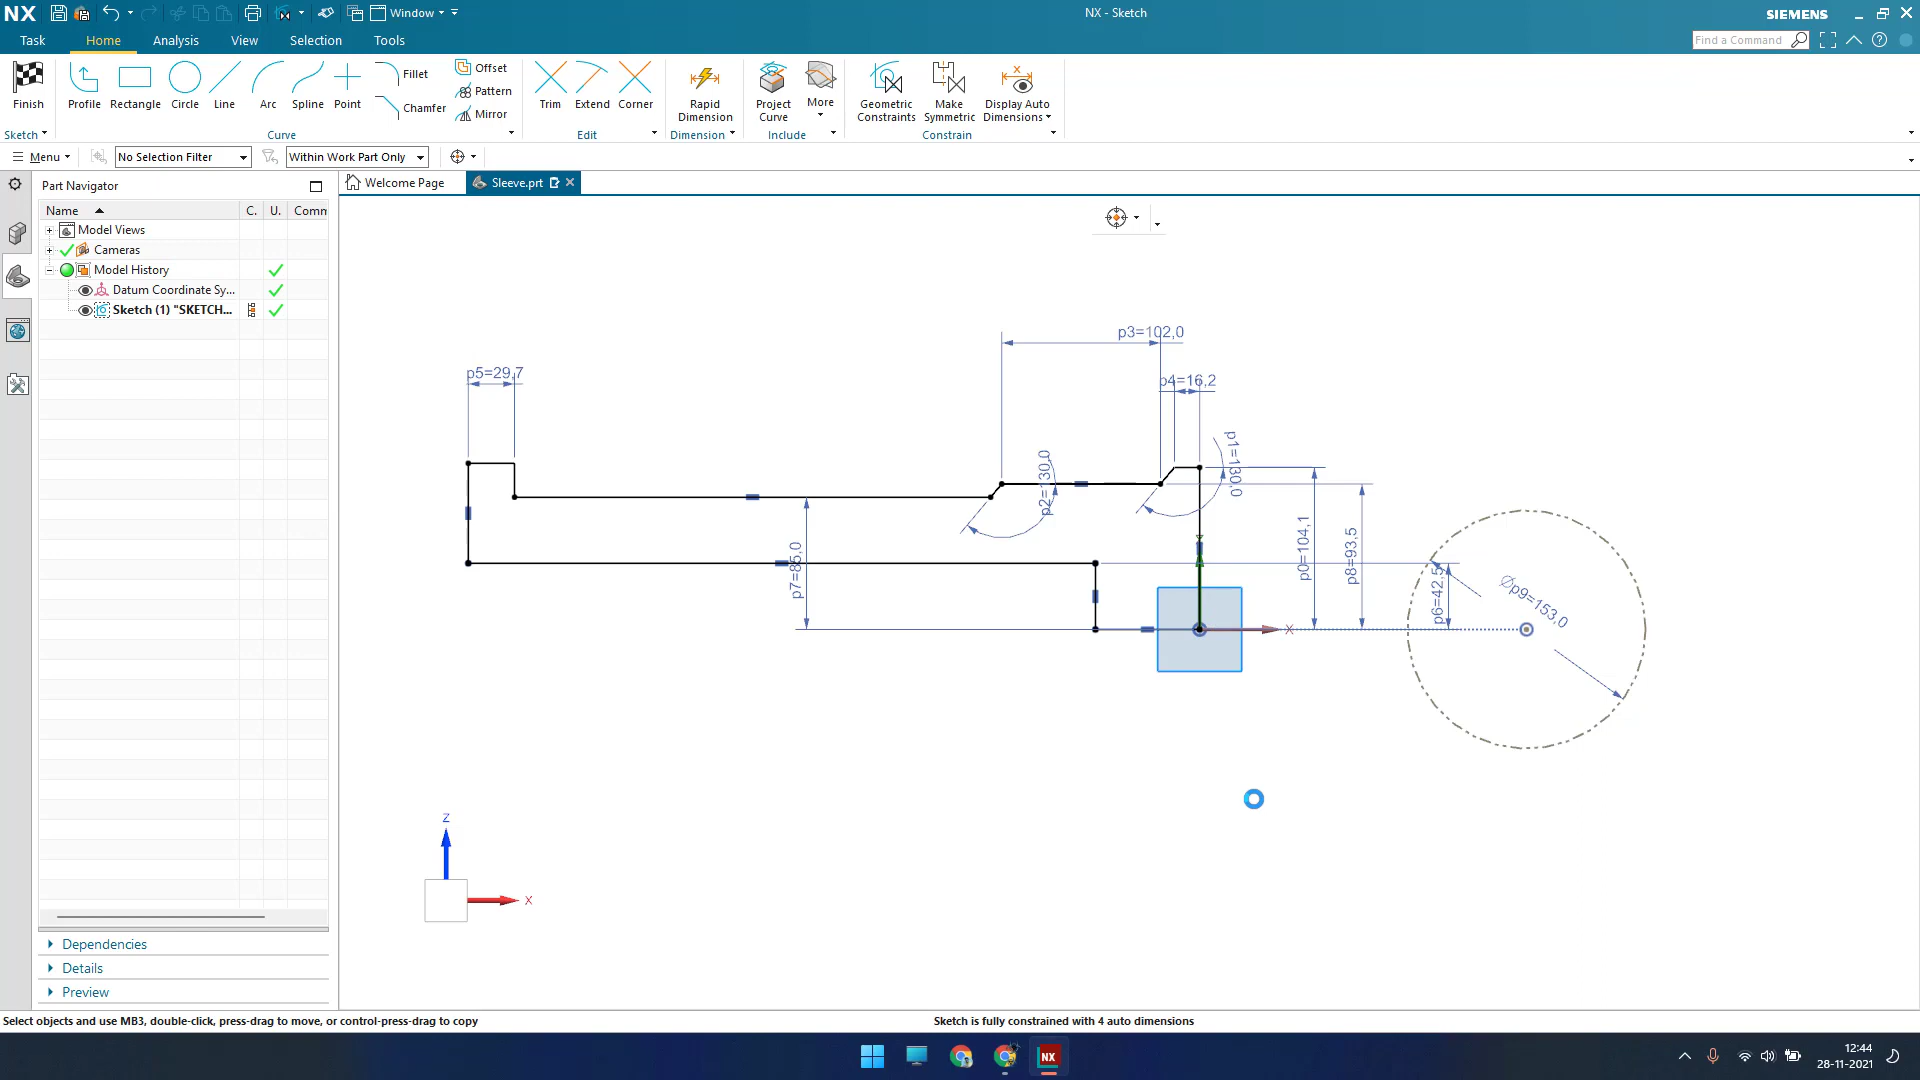 NX
Window
NX - Sketch
SIEMENS
Task
Home
Analysis
View
Selection
Tools
Find a Command
Finish
Profile
Rectangle
Circle
Line
Arc
Spline
Point
Fillet
Chamfer
Offset
Pattern
Mirror
Trim
Extend
Corner
Rapid
Dimension
Project
Curve
More
Geometric
Constraints
Make
Symmetric
Display Auto
Dimensions
Sketch
Curve
Edit
Dimension
Include
Constrain
Menu
No Selection Filter
Within Work Part Only
Part Navigator
Welcome Page
Sleeve.prt
Name
C.
U.
Comm
Model Views
Cameras
Model History
Datum Coordinate Sy...
Sketch (1) "SKETCH...
p3=102,0
p5=29,7
p4=16,2
p1=130,0
p2=130,0
p7=85,0
p0=104,1
p8=93,5
p6=42,5
Øp9=153,0
X
Z
X
Dependencies
Details
Preview
Select objects and use MB3, double-click, press-drag to move, or control-press-drag to copy
Sketch is fully constrained with 4 auto dimensions
NX
12:44
28-11-2021